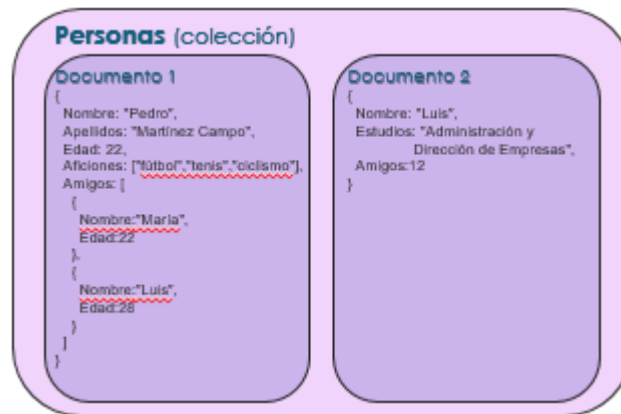 Personas (colección)
Documento 1
{
Nombre: "Pedro",
Apellidos: "Martínez Campo",
Edad: 22,
Aficiones: ["fútbol","tenis","ciclismo"],
Amigos: [
{
Nombre:"María",
Edad:22
},
{
Nombre:"Luis",
Edad:28
}
]
}
Documento 2
{
Nombre: "Luis",
Estudios: "Administración y
Dirección de Empresas",
Amigos:12
}